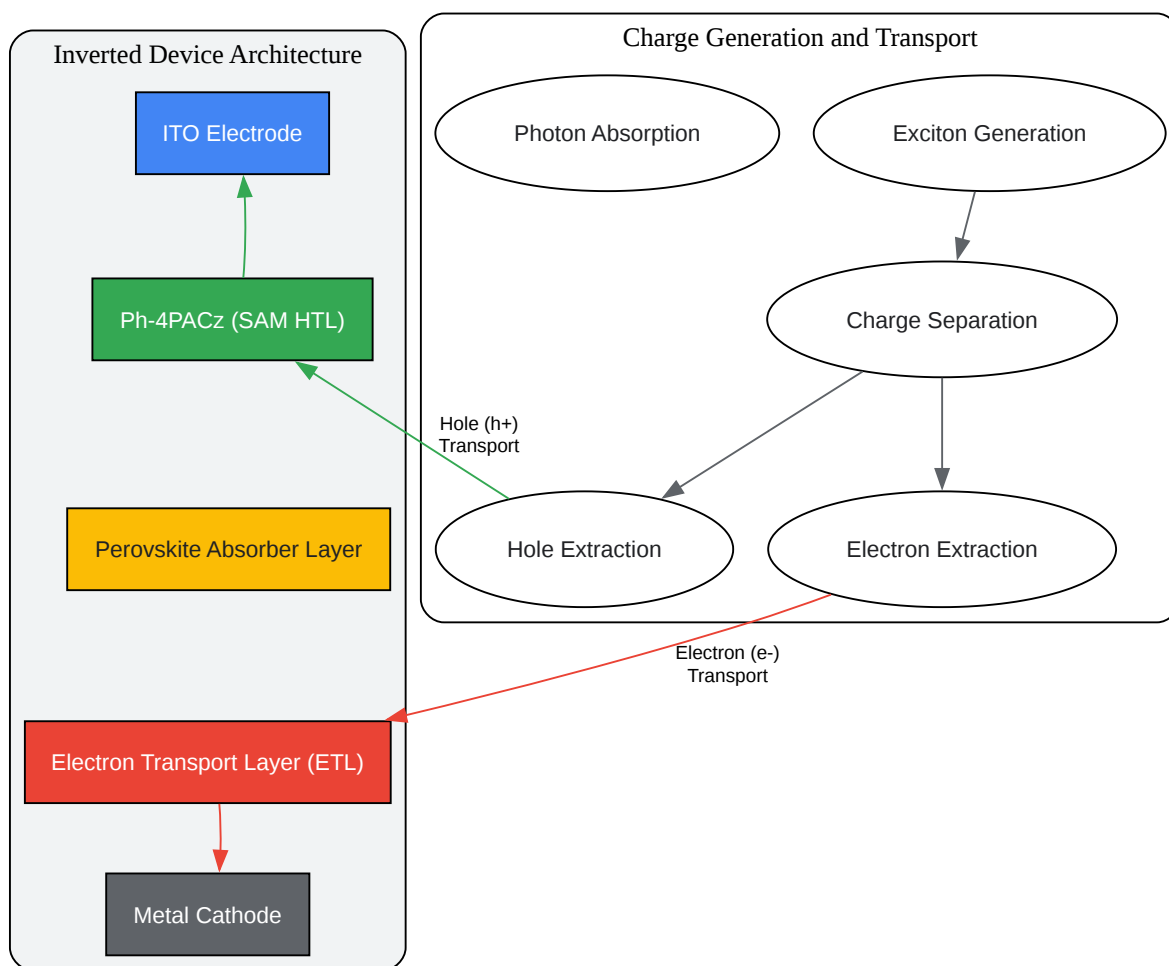 Inverted Device Architecture
ITO Electrode
Ph-4PACz (SAM HTL)
Perovskite Absorber Layer
Electron Transport Layer (ETL)
Metal Cathode
Charge Generation and Transport
Photon Absorption
Exciton Generation
Charge Separation
Hole (h+)
Transport
Hole Extraction
Electron Extraction
Electron (e-)
Transport